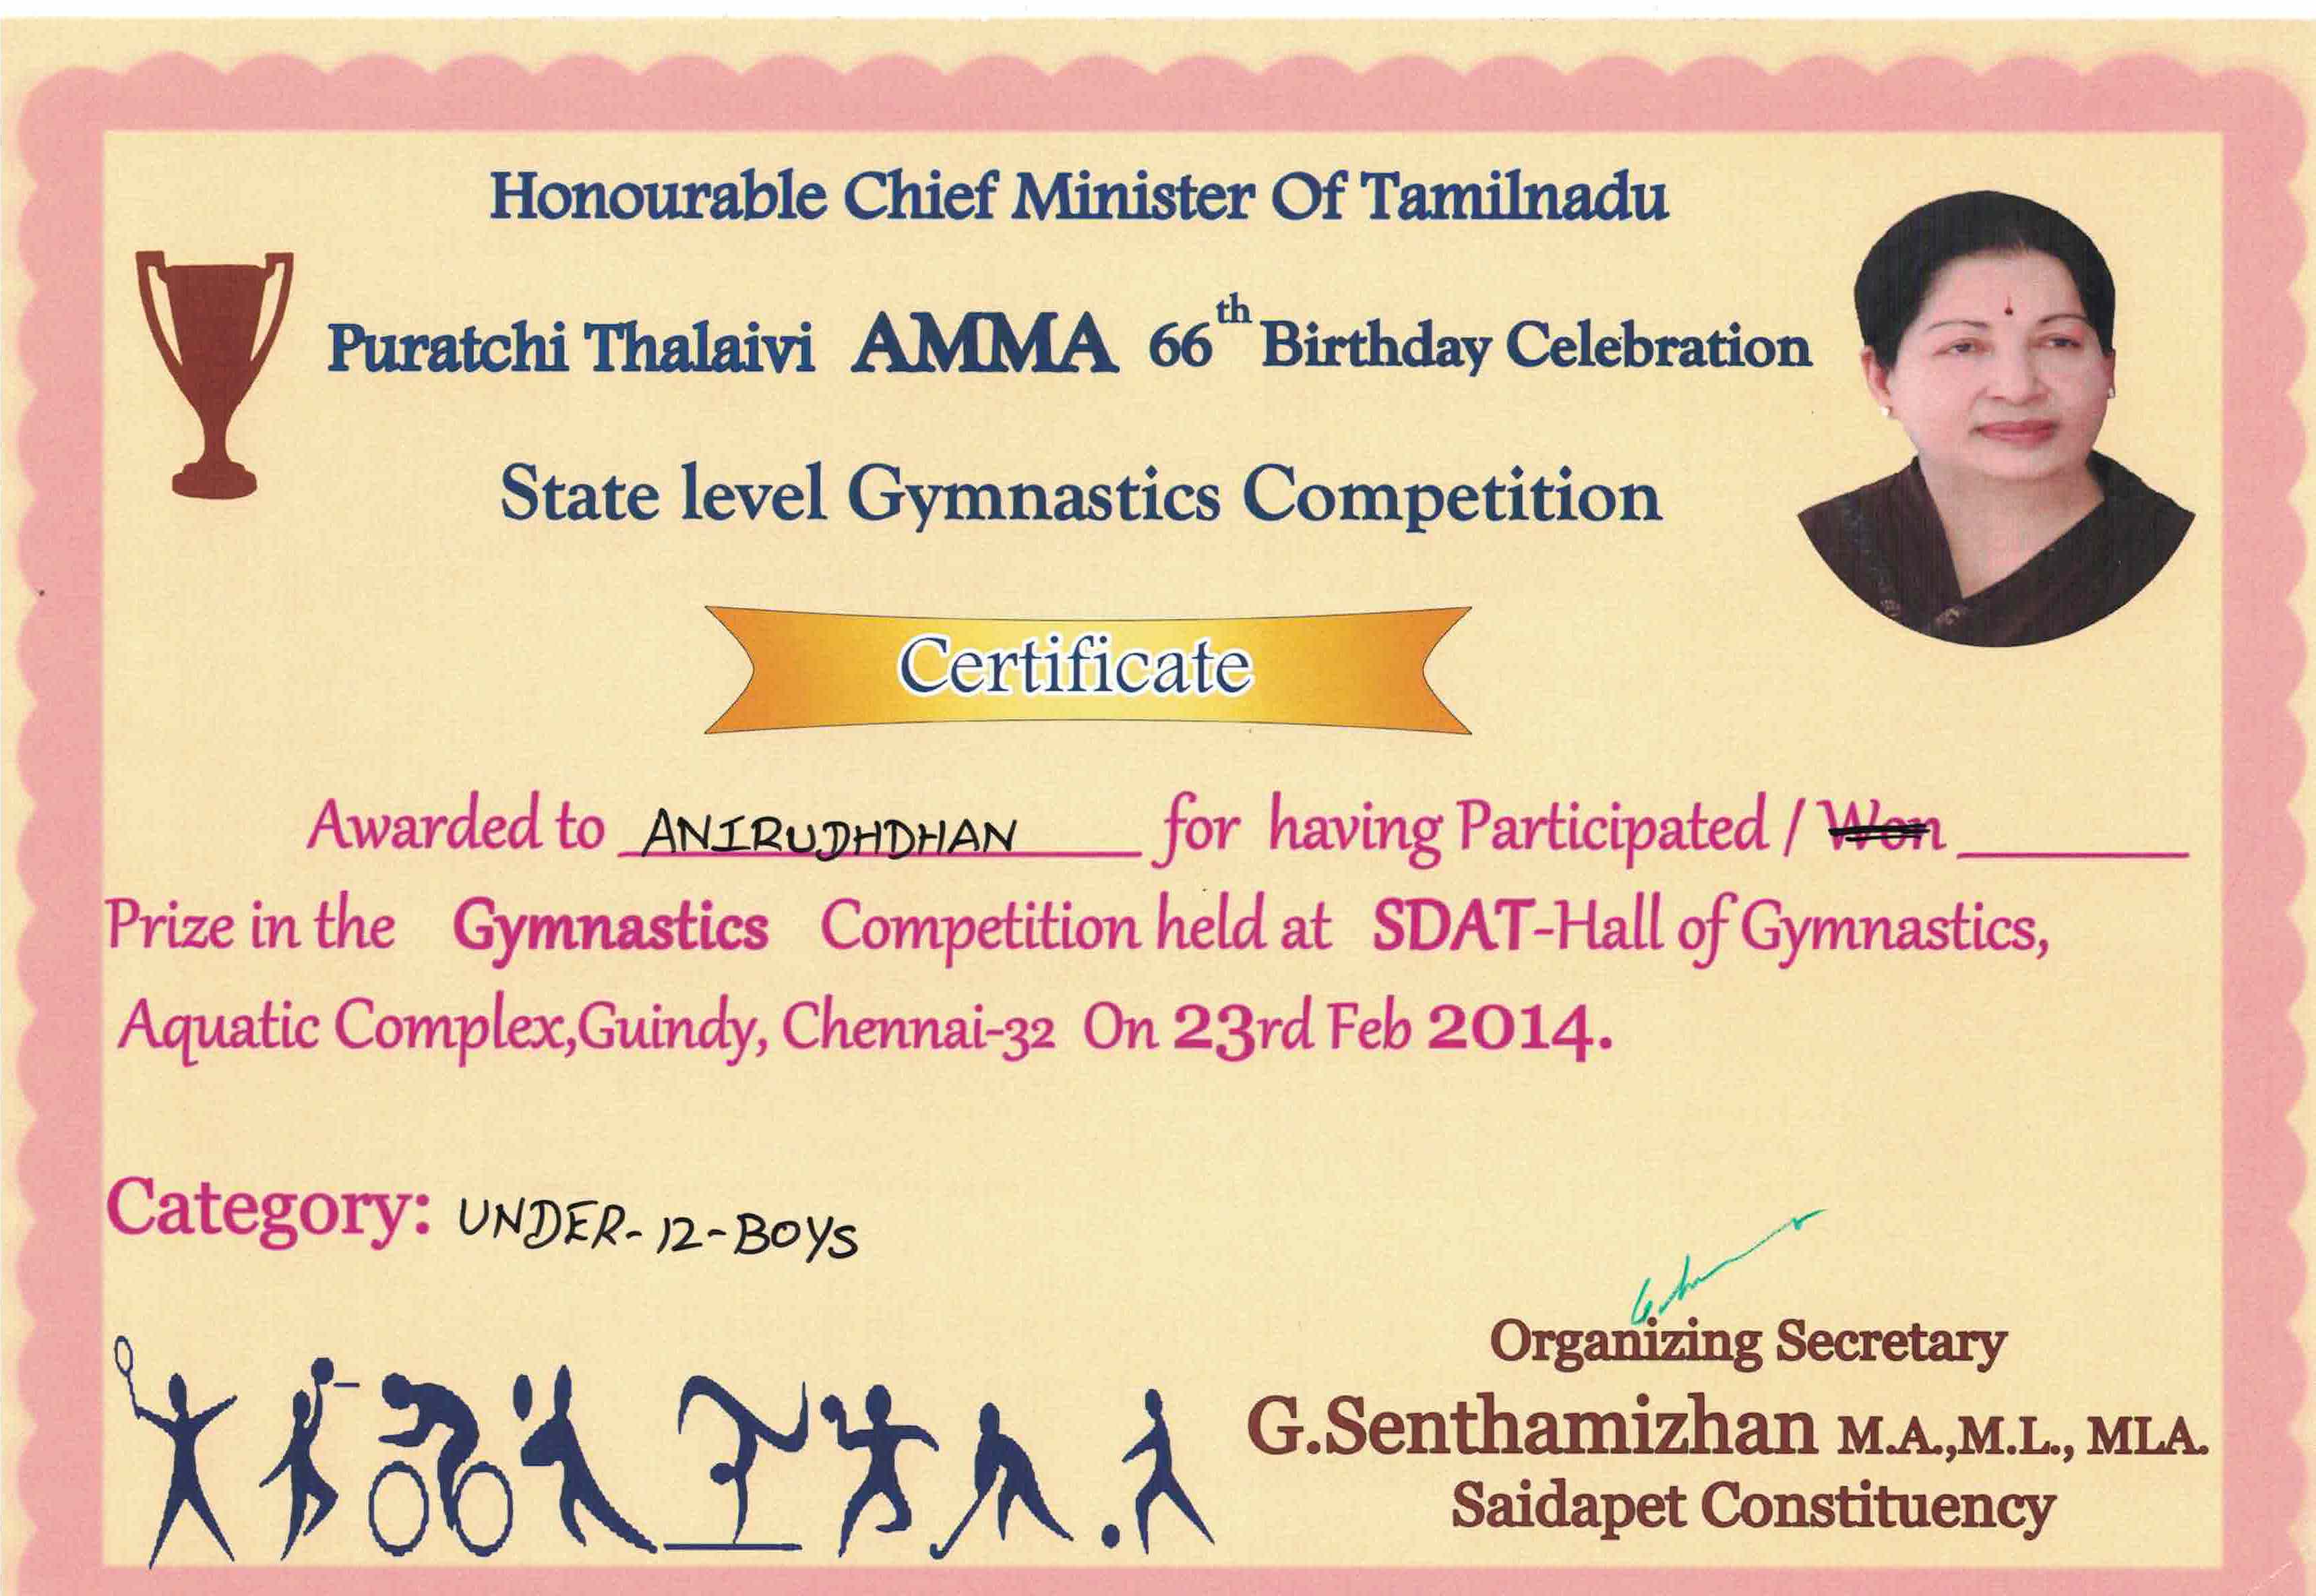 Honourable Chief Minister Of Tamilnadu
Puratchi Thalaivi AMMA 66th Birthday Celebration
State level Gymnastics Competition
Certificate
Awarded to ANIRUDHDHAN for having Participated / Won
Prize in the Gymnastics Competition held at SDAT-Hall of Gymnastics,
Aquatic Complex,Guindy, Chennai-32 On 23rd Feb 2014.
Category: UNDER-12-BOYS
Organizing Secretary
G.Senthamizhan M.A.,M.L., MLA.
Saidapet Constituency